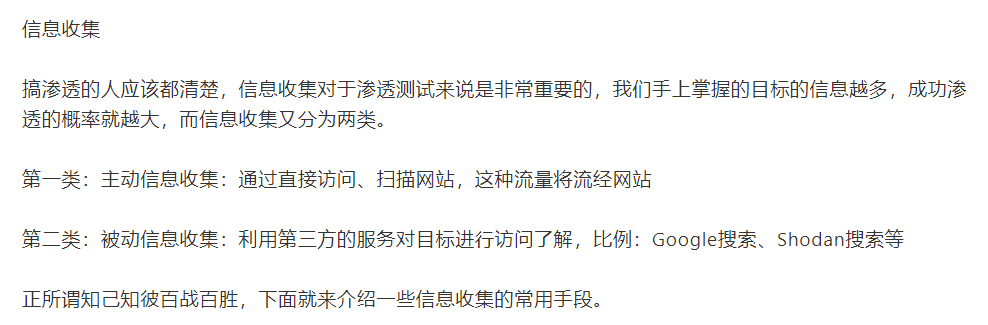 信息收集
搞渗透的人应该都清楚，信息收集对于渗透测试来说是非常重要的，我们手上掌握的目标的信息越多，成功渗
透的概率就越大，而信息收集又分为两类。
第一类：主动信息收集：通过直接访问、扫描网站，这种流量将流经网站
第二类：被动信息收集：利用第三方的服务对目标进行访问了解，比例：Google搜索、Shodan搜索等
正所谓知己知彼百战百胜，下面就来介绍一些信息收集的常用手段。